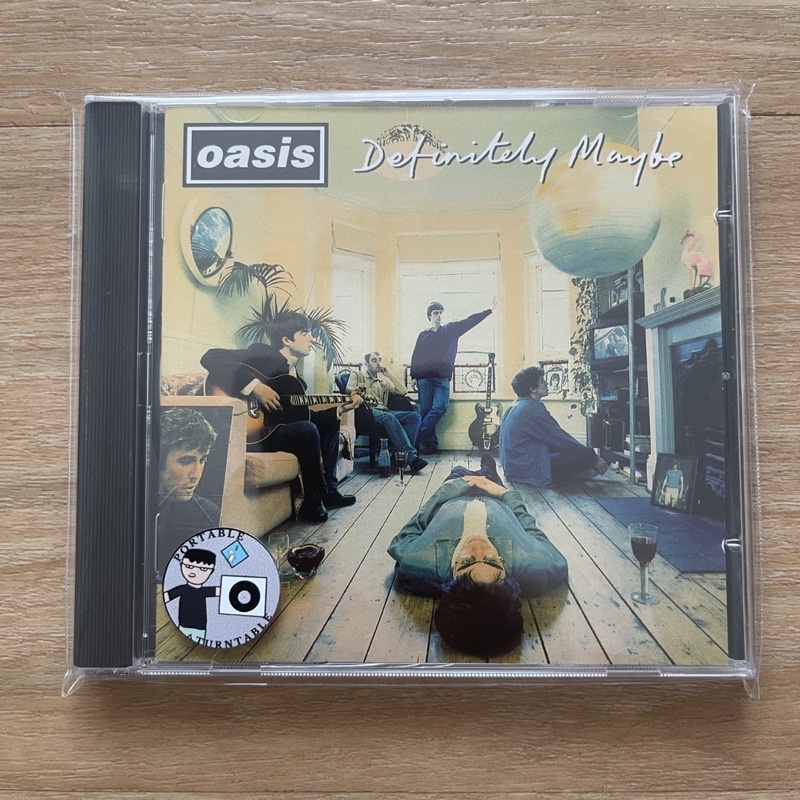 oasis
Definitely Maybe
PORTABLE
TURNTABLE